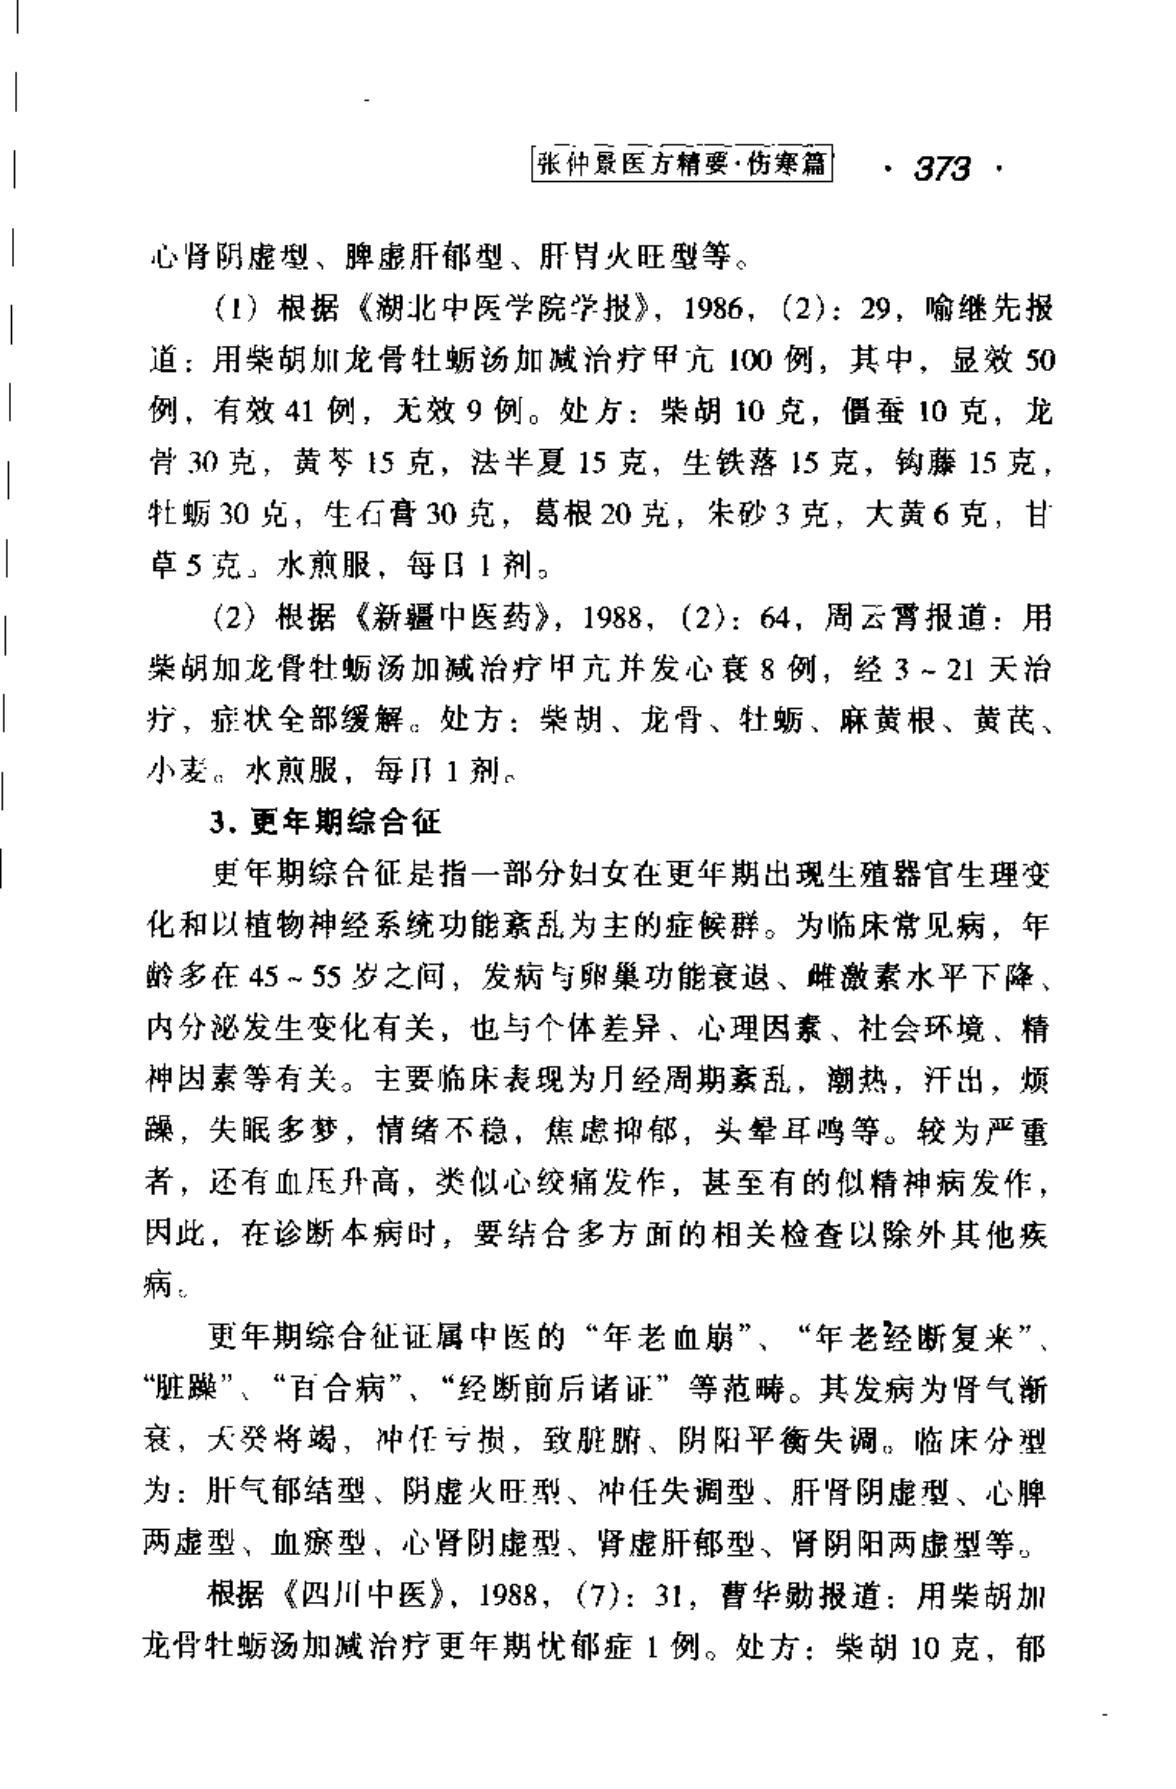 张仲景医方精要·伤寒篇 · 373 ·
心肾阴虚型、脾虚肝郁型、肝胃火旺型等。
(1) 根据《湖北中医学院学报》, 1986, (2): 29, 喻继先报
道: 用柴胡加龙骨牡蛎汤加减治疗甲亢 100 例, 其中, 显效 50
例, 有效 41 例, 无效 9 例。处方: 柴胡 10 克, 僵蚕 10 克, 龙
骨 30 克, 黄芩 15 克, 法半夏 15 克, 生铁落 15 克, 钩藤 15 克,
牡蛎 30 克, 生石膏 30 克, 葛根 20 克, 朱砂 3 克, 大黄 6 克, 甘
草 5 克。水煎服, 每日 1 剂。
(2) 根据《新疆中医药》, 1988, (2): 64, 周云霄报道: 用
柴胡加龙骨牡蛎汤加减治疗甲亢并发心衰 8 例, 经 3 ~ 21 天治
疗, 症状全部缓解。处方: 柴胡、龙骨、牡蛎、麻黄根、黄芪、
小麦。水煎服, 每日 1 剂。
3. 更年期综合征
更年期综合征是指一部分妇女在更年期出现生殖器官生理变
化和以植物神经系统功能紊乱为主的症候群。为临床常见病, 年
龄多在 45 ~ 55 岁之间, 发病与卵巢功能衰退、雌激素水平下降、
内分泌发生变化有关, 也与个体差异、心理因素、社会环境、精
神因素等有关。主要临床表现为月经周期紊乱, 潮热, 汗出, 烦
躁, 失眠多梦, 情绪不稳, 焦虑抑郁, 头晕耳鸣等。较为严重
者, 还有血压升高, 类似心绞痛发作, 甚至有的似精神病发作,
因此, 在诊断本病时, 要结合多方面的相关检查以除外其他疾
病。
更年期综合征证属中医的“年老血崩”、“年老经断复来”、
“脏躁”、“百合病”、“经断前后诸证”等范畴。其发病为肾气渐
衰, 天癸将竭, 冲任亏损, 致脏腑、阴阳平衡失调。临床分型
为: 肝气郁结型、阴虚火旺型、冲任失调型、肝肾阴虚型、心脾
两虚型、血瘀型、心肾阴虚型、肾虚肝郁型、肾阴阳两虚型等。
根据《四川中医》, 1988, (7): 31, 曹华勋报道: 用柴胡加
龙骨牡蛎汤加减治疗更年期忧郁症 1 例。处方: 柴胡 10 克, 郁